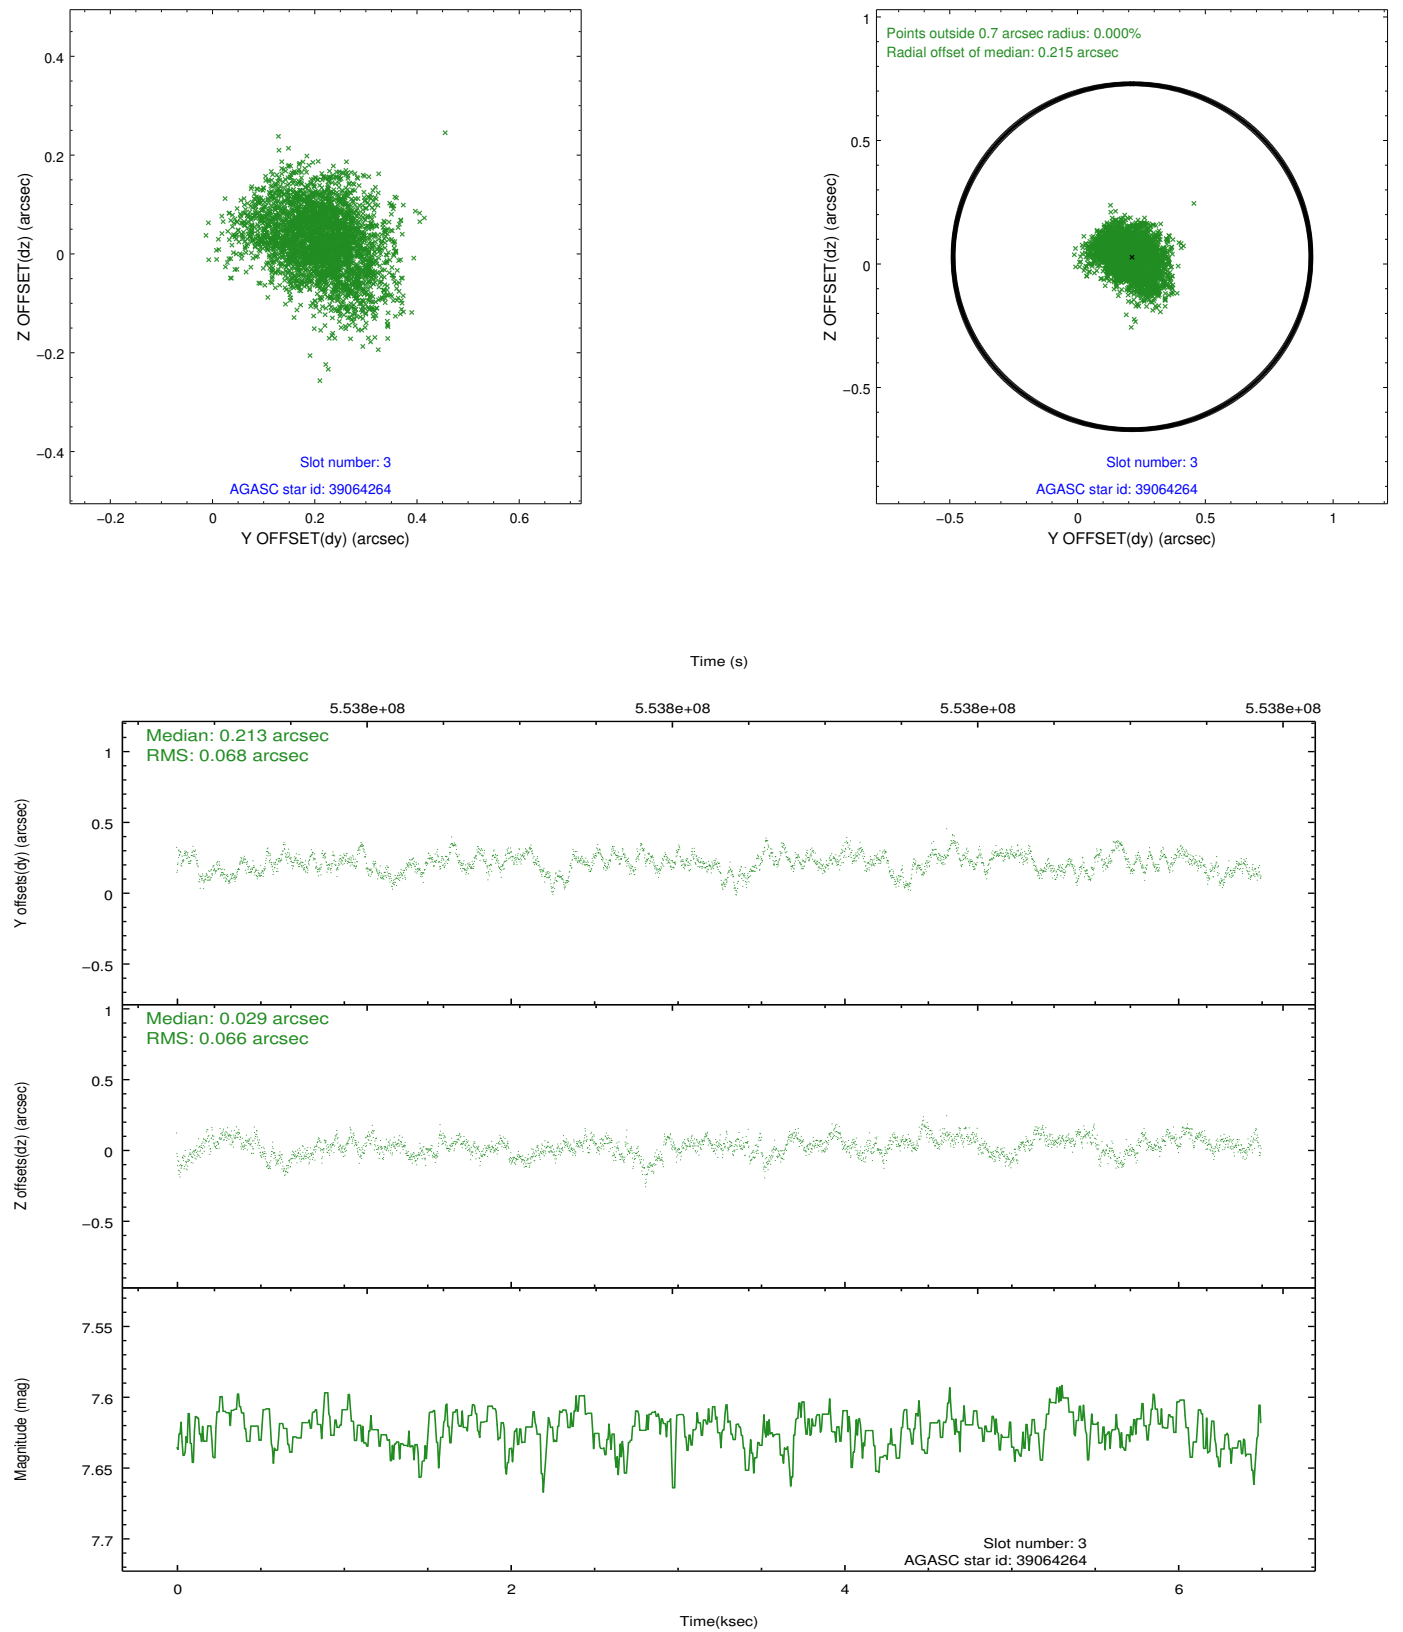 0.4
0.2
0
−0.2
−0.4
Z OFFSET(dz) (arcsec)
Slot number: 3
AGASC star id: 39064264
−0.2 0 0.2 0.4 0.6
Y OFFSET(dy) (arcsec)
Points outside 0.7 arcsec radius: 0.000%
Radial offset of median: 0.215 arcsec
1
0.5
0
−0.5
Z OFFSET(dz) (arcsec)
Slot number: 3
AGASC star id: 39064264
−0.5 0 0.5 1
Y OFFSET(dy) (arcsec)
Time (s)
5.538e+08 5.538e+08 5.538e+08 5.538e+08
Median: 0.213 arcsec
RMS: 0.068 arcsec
1
0.5
0
−0.5
Y offsets(dy) (arcsec)
Median: 0.029 arcsec
RMS: 0.066 arcsec
1
0.5
0
−0.5
Z offsets(dz) (arcsec)
7.55
7.6
7.65
7.7
Magnitude (mag)
Slot number: 3
AGASC star id: 39064264
0 2 4 6
Time(ksec)